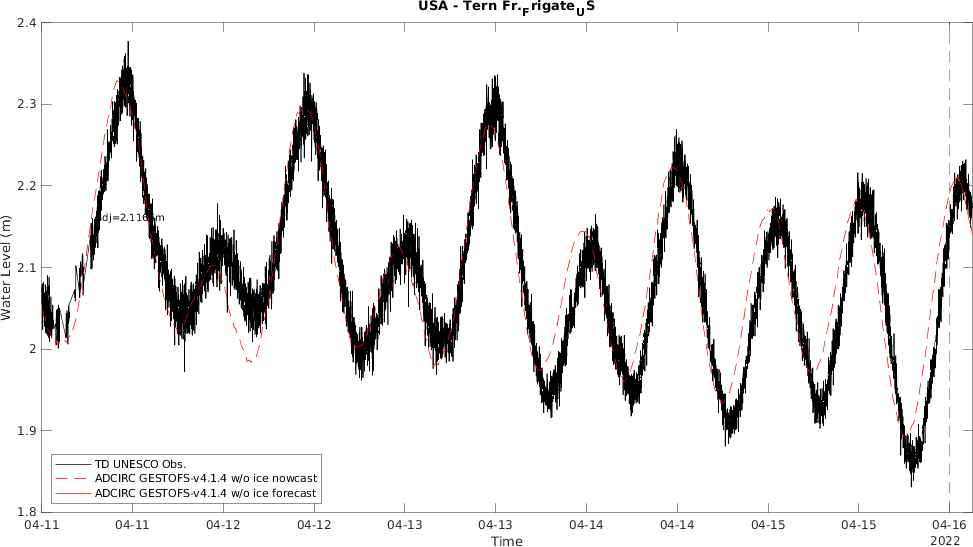 USA - Tern Fr.FrigateUS
2.4
2.3
2.2
2.1
2
1.9
1.8
Water Level (m)
TD UNESCO Obs.
ADCIRC GESTOFS-v4.1.4 w/o ice nowcast
ADCIRC GESTOFS-v4.1.4 w/o ice forecast
04-11 04-11 04-12 04-12 04-13 04-13 04-14 04-14 04-15 04-15 04-16
Time
2022